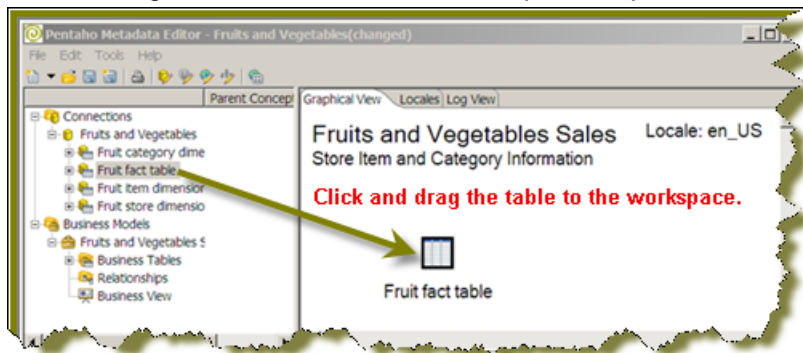 Pentaho Metadata Editor - Fruits and Vegetables(changed)
File Edit Tools Help
Parent Concept
Graphical View Locales Log View
Connections
Fruits and Vegetables
Fruit category dime
Fruit fact table
Fruit item dimension
Fruit store dimensio
Business Models
Fruits and Vegetables S
Business Tables
Relationships
Business View
Fruits and Vegetables Sales Locale: en_US
Store Item and Category Information
Click and drag the table to the workspace.
Fruit fact table